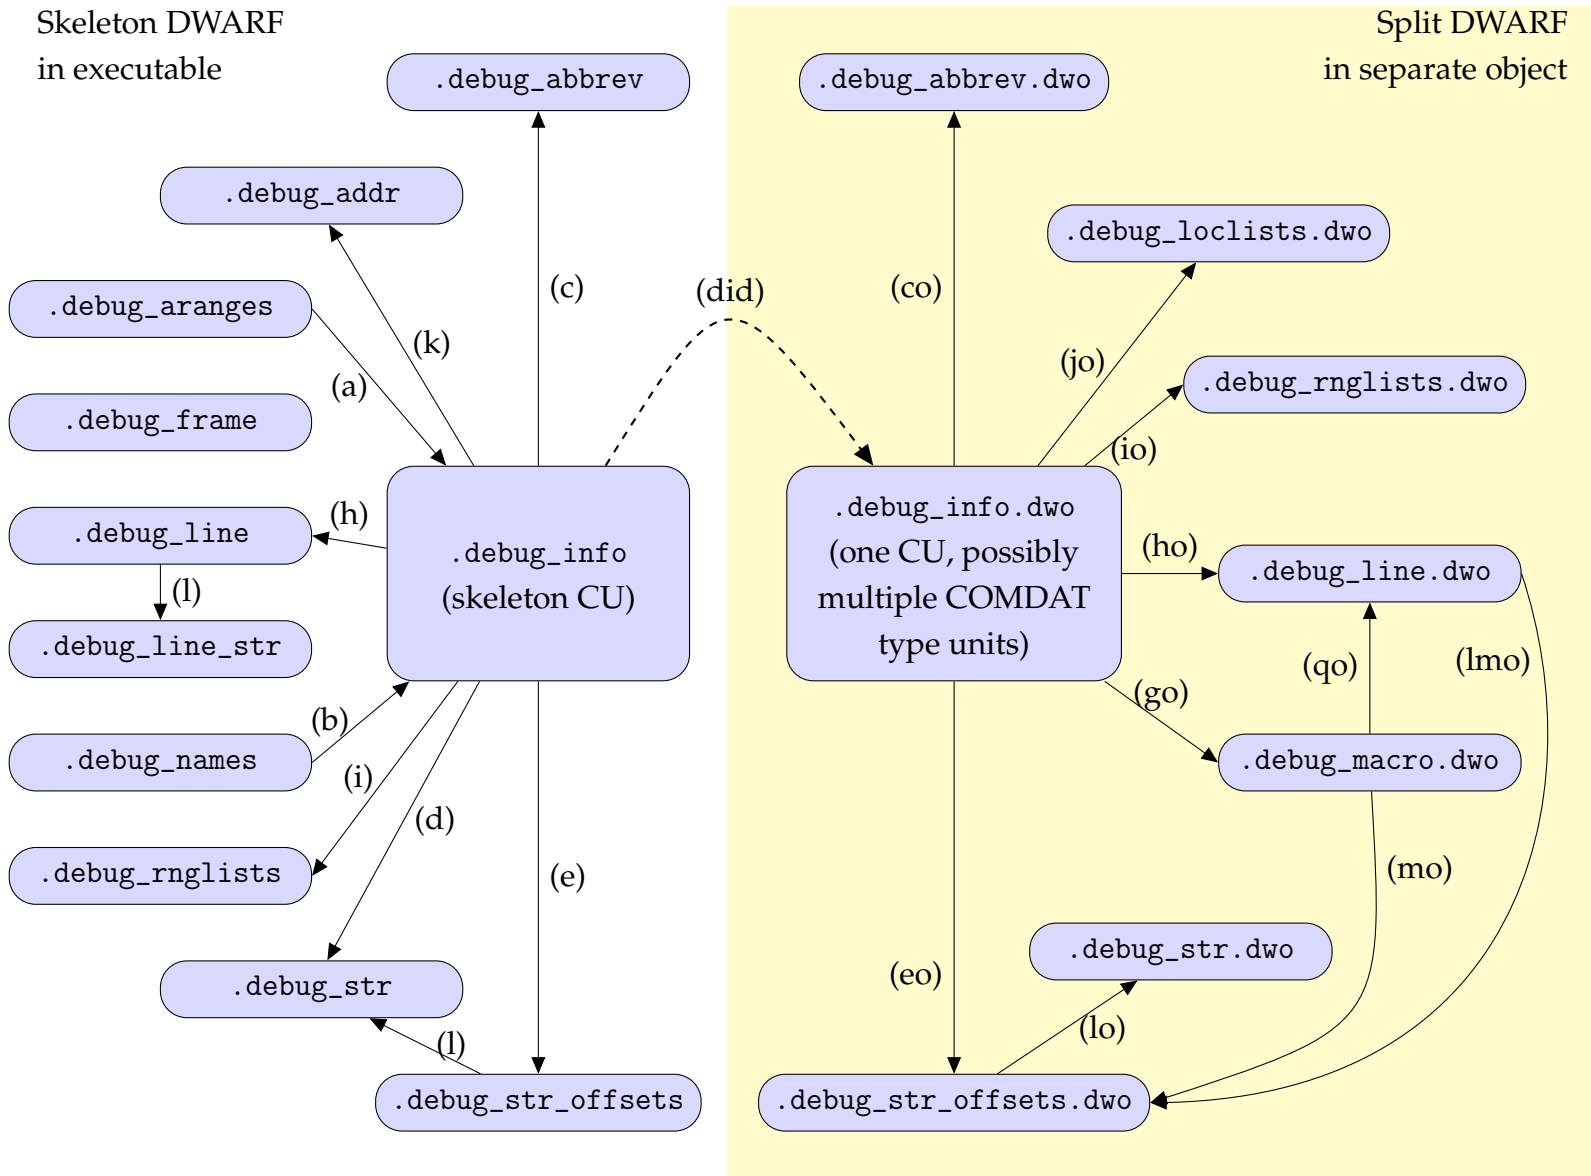 Skeleton DWARF
in executable
Split DWARF
in separate object
.debug_abbrev
.debug_addr
.debug_aranges
.debug_frame
.debug_line
.debug_line_str
.debug_names
.debug_rnglists
.debug_str
.debug_str_offsets
.debug_info
(skeleton CU)
(c)
(k)
(a)
(h)
(l)
(b)
(i)
(d)
(e)
(l)
(did)
.debug_abbrev.dwo
.debug_loclists.dwo
.debug_rnglists.dwo
.debug_info.dwo
(one CU, possibly
multiple COMDAT
type units)
.debug_line.dwo
.debug_macro.dwo
.debug_str.dwo
.debug_str_offsets.dwo
(co)
(jo)
(io)
(ho)
(qo)
(lmo)
(go)
(mo)
(eo)
(lo)